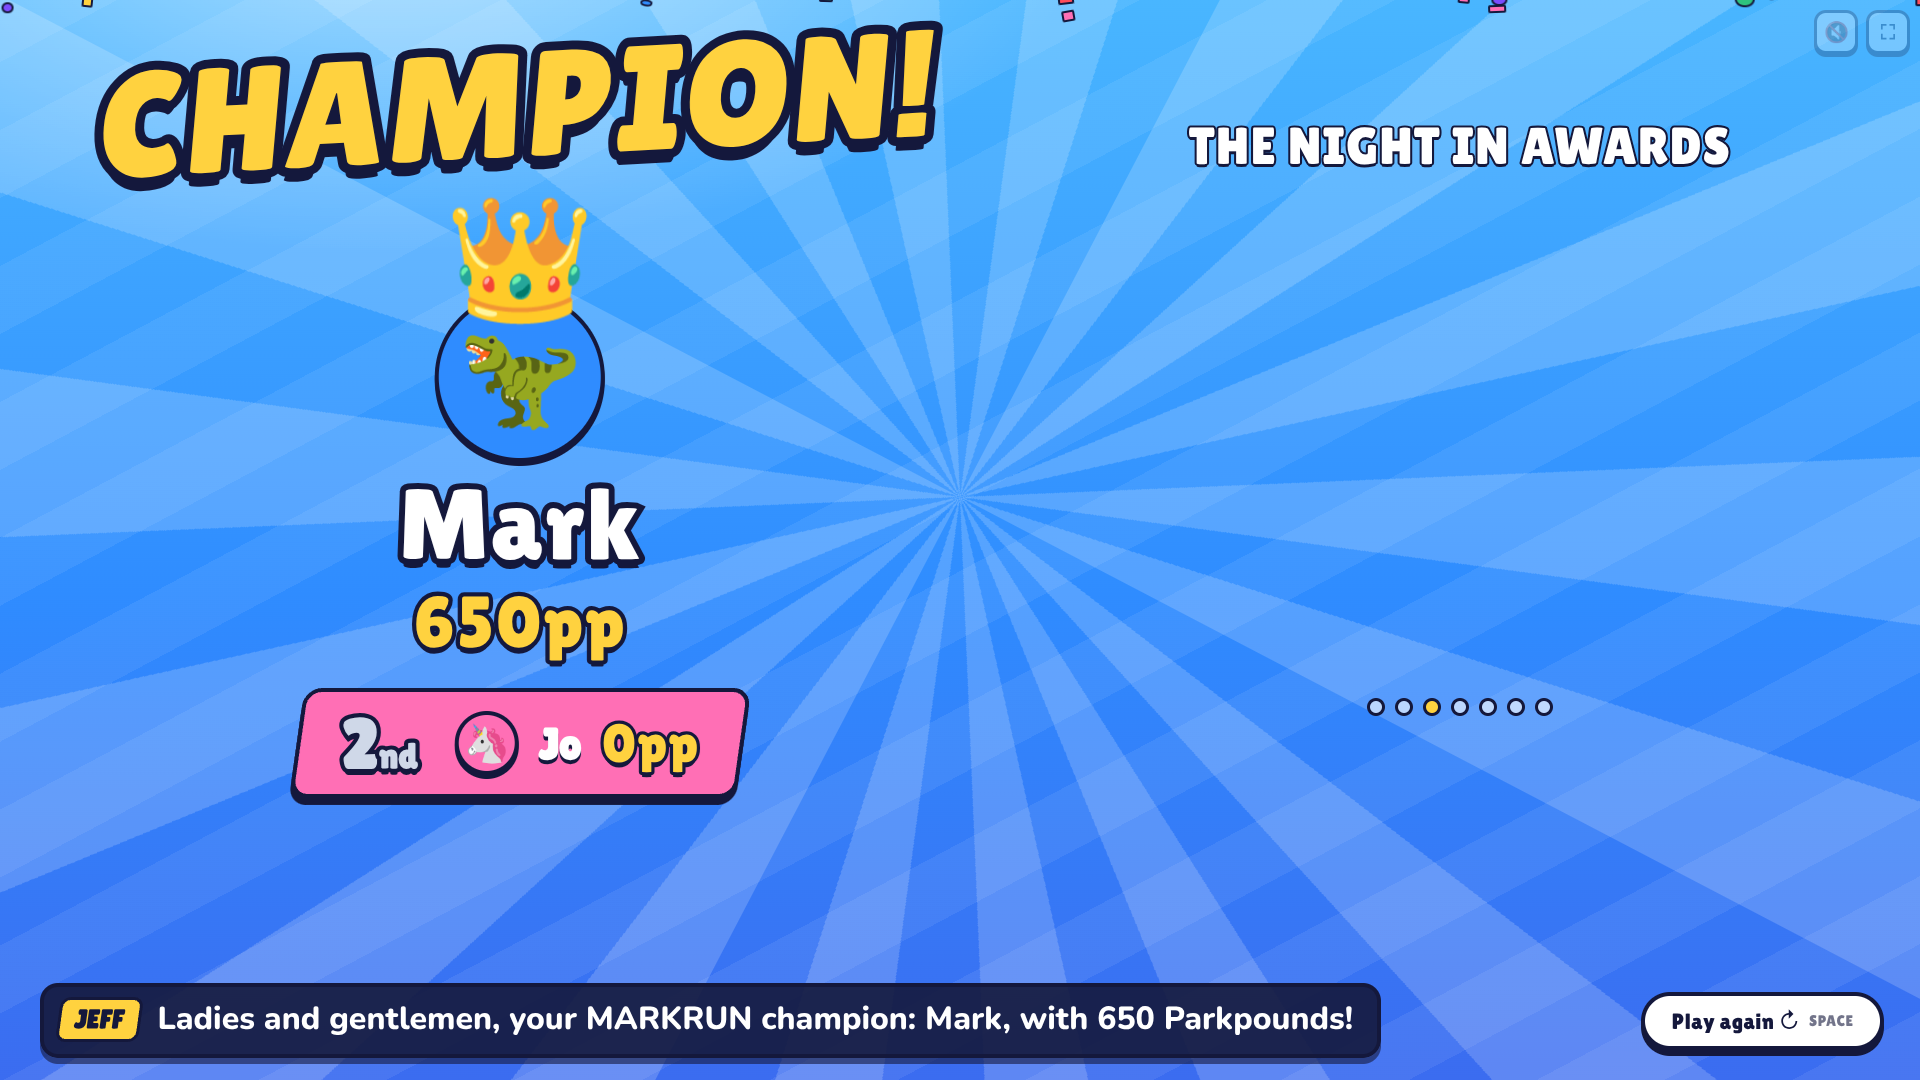 CHAMPION!
THE NIGHT IN AWARDS
Mark
650pp
2nd Jo 0pp
JEFF Ladies and gentlemen, your MARKRUN champion: Mark, with 650 Parkpounds!
Play again SPACE